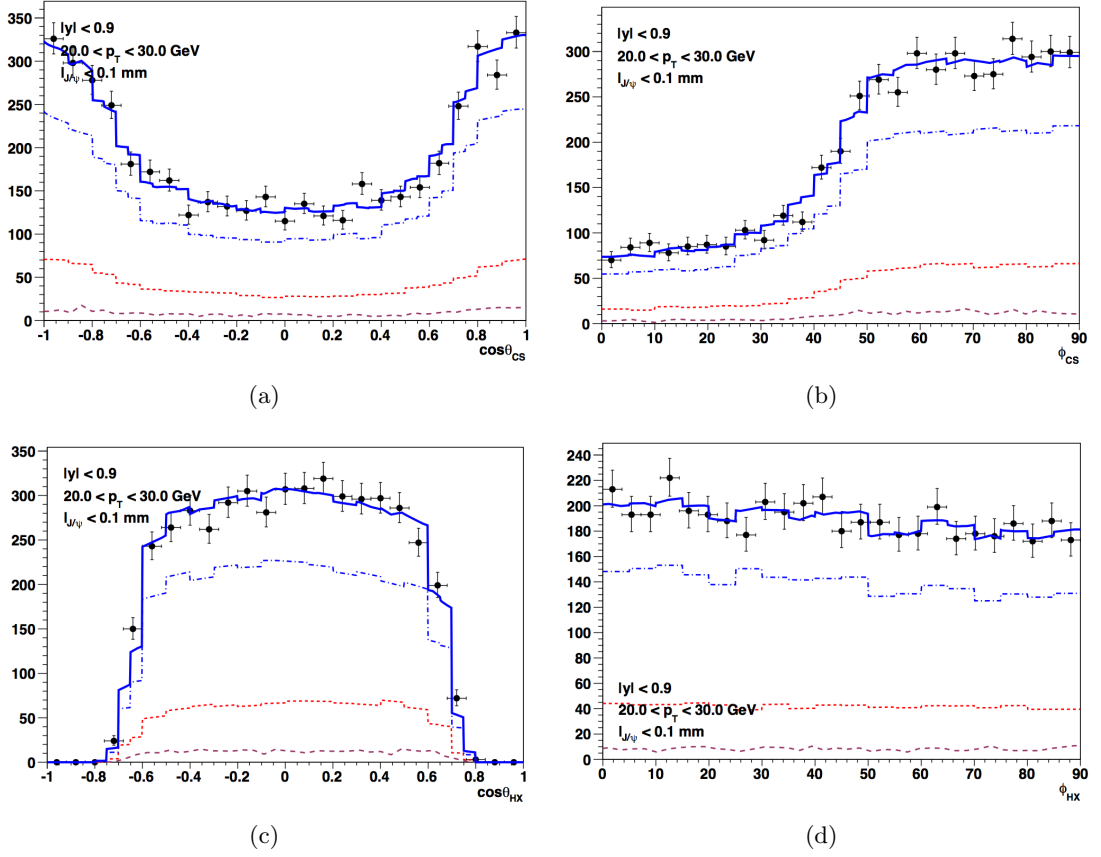 350
300
250
200
150
100
50
0
|y| < 0.9
20.0 < p_T < 30.0 GeV
l_J/ψ < 0.1 mm
-1 -0.8 -0.6 -0.4 -0.2 0 0.2 0.4 0.6 0.8 1
cosθ_CS
(a)
300
250
200
150
100
50
0
|y| < 0.9
20.0 < p_T < 30.0 GeV
l_J/ψ < 0.1 mm
0 10 20 30 40 50 60 70 80 90
ϕ_CS
(b)
350
300
250
200
150
100
50
0
|y| < 0.9
20.0 < p_T < 30.0 GeV
l_J/ψ < 0.1 mm
-1 -0.8 -0.6 -0.4 -0.2 0 0.2 0.4 0.6 0.8 1
cosθ_HX
(c)
240
220
200
180
160
140
120
100
80
60
40
20
0
|y| < 0.9
20.0 < p_T < 30.0 GeV
l_J/ψ < 0.1 mm
0 10 20 30 40 50 60 70 80 90
ϕ_HX
(d)